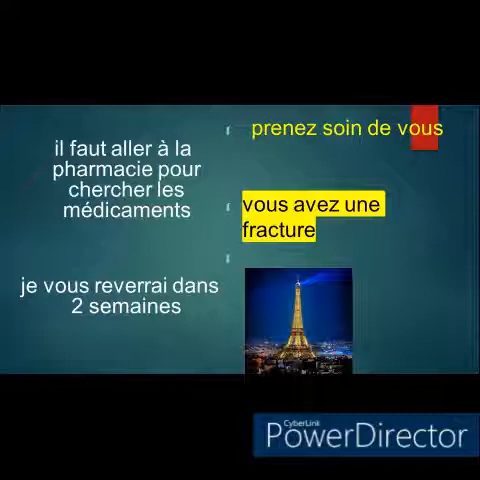 il faut aller à la
pharmacie pour
chercher les
médicaments
je vous reverrai dans
2 semaines
prenez soin de vous
vous avez une
fracture
CyberLink
PowerDirector